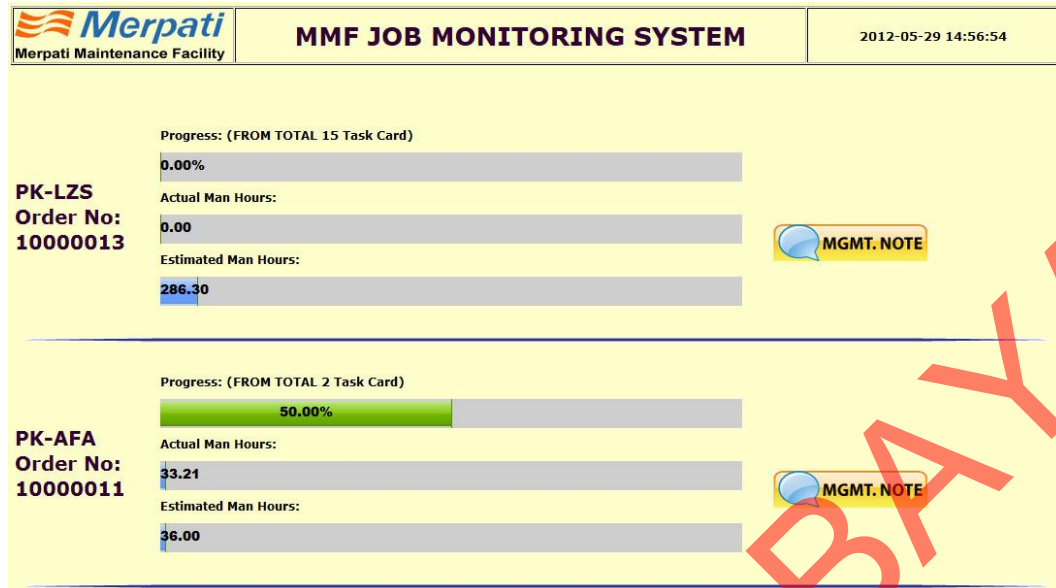 Merpati
Merpati Maintenance Facility
MMF JOB MONITORING SYSTEM
2012-05-29 14:56:54
Progress: (FROM TOTAL 15 Task Card)
0.00%
PK-LZS
Order No:
10000013
Actual Man Hours:
0.00
Estimated Man Hours:
286.30
MGMT. NOTE
Progress: (FROM TOTAL 2 Task Card)
50.00%
PK-AFA
Order No:
10000011
Actual Man Hours:
33.21
Estimated Man Hours:
36.00
MGMT. NOTE
BAYA